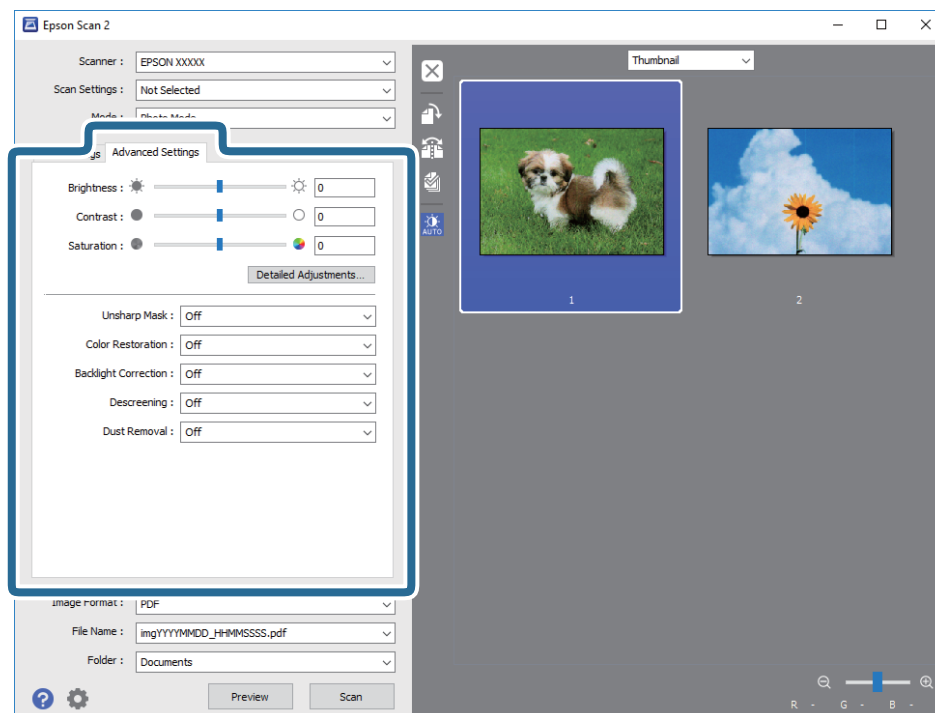 Epson Scan 2
Scanner : EPSON XXXXX
Scan Settings : Not Selected
Thumbnail
Advanced Settings
Brightness : 0
Contrast : 0
Saturation : 0
Detailed Adjustments...
Unsharp Mask : Off
Color Restoration : Off
Backlight Correction : Off
Descreening : Off
Dust Removal : Off
AUTO
1
2
Image Format : PDF
File Name : imgYYYYMMDD_HHMMSSSS.pdf
Folder : Documents
Preview
Scan
R - G - B -